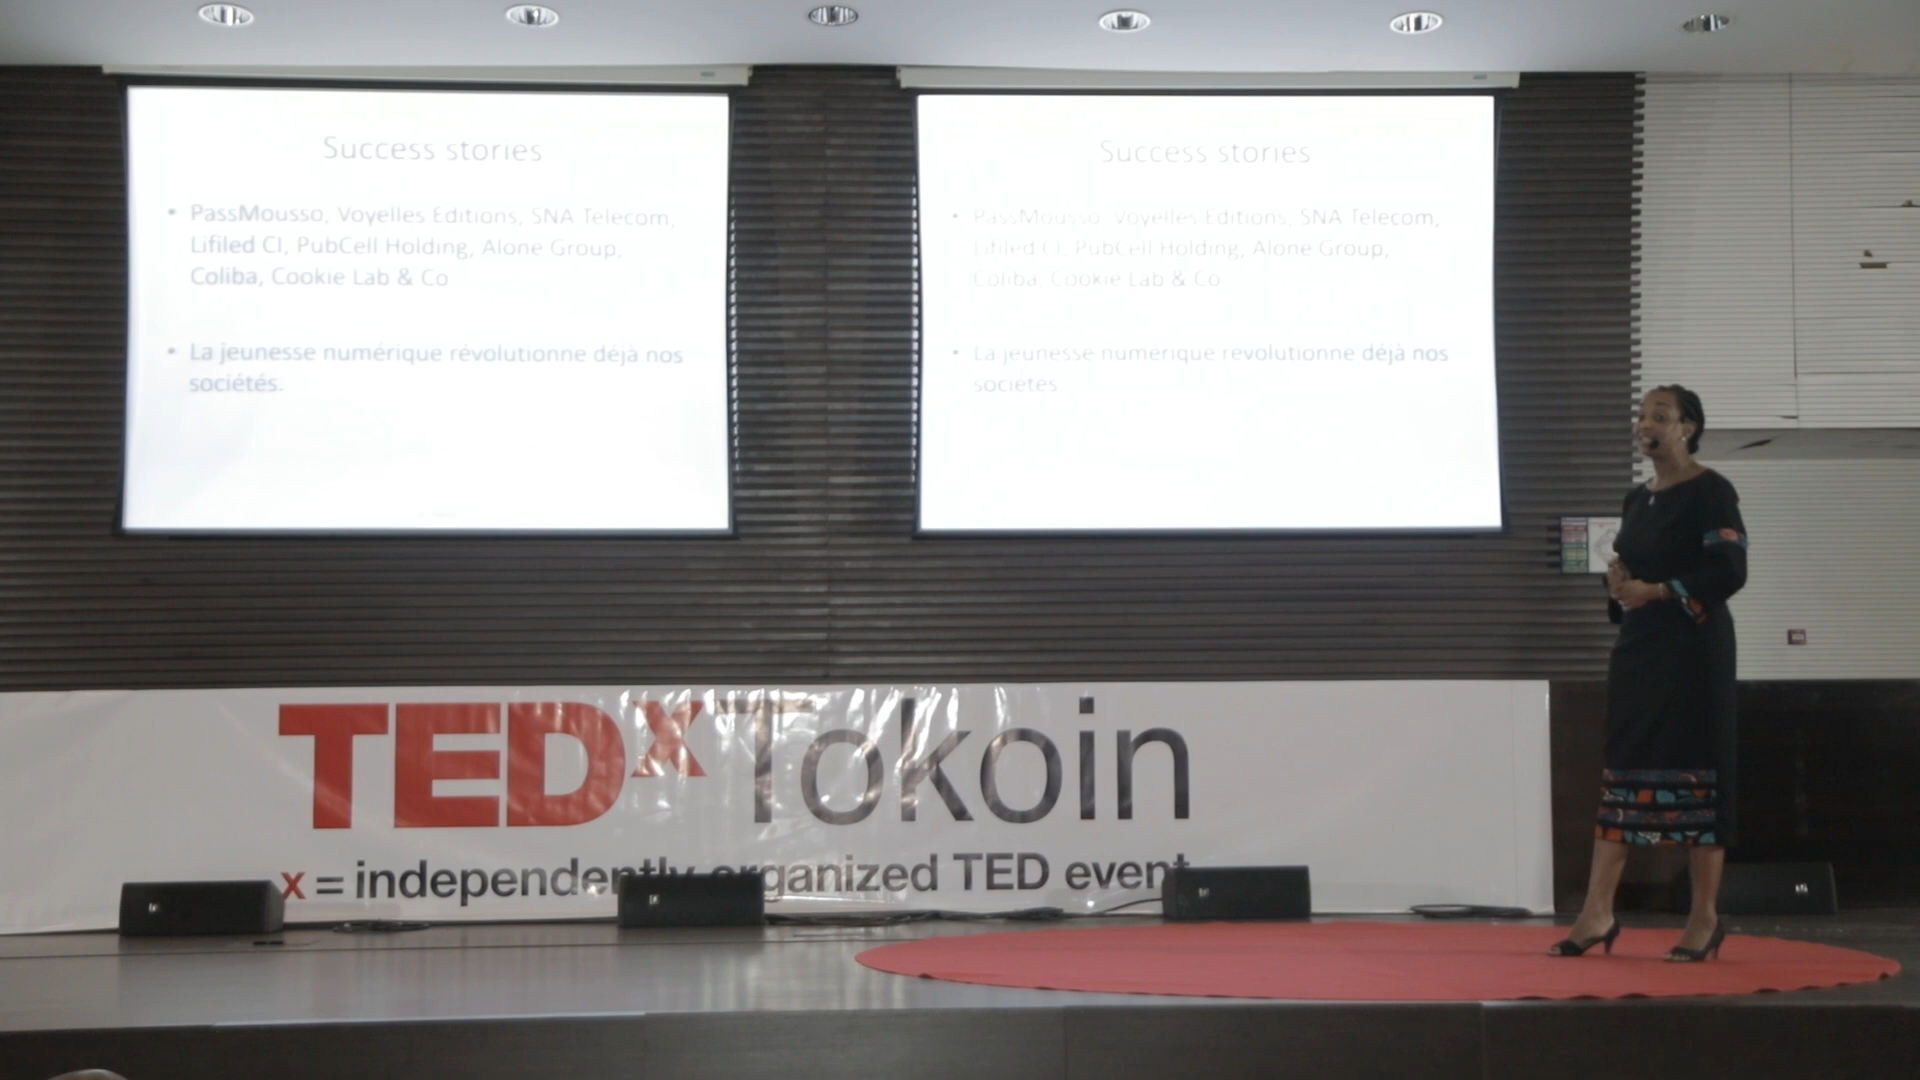 Success stories
• PassMousso, Voyelles Editions, SNA Telecom,
Lifiled CI, PubCell Holding, Alone Group,
Coliba, Cookie Lab & Co
• La jeunesse numérique révolutionne déjà nos
sociétés.
Success stories
• PassMousso, Voyelles Editions, SNA Telecom,
Lifiled CI, PubCell Holding, Alone Group,
Coliba, Cookie Lab & Co
• La jeunesse numérique révolutionne déjà nos
sociétés
TEDxTokoin
x = independently organized TED event